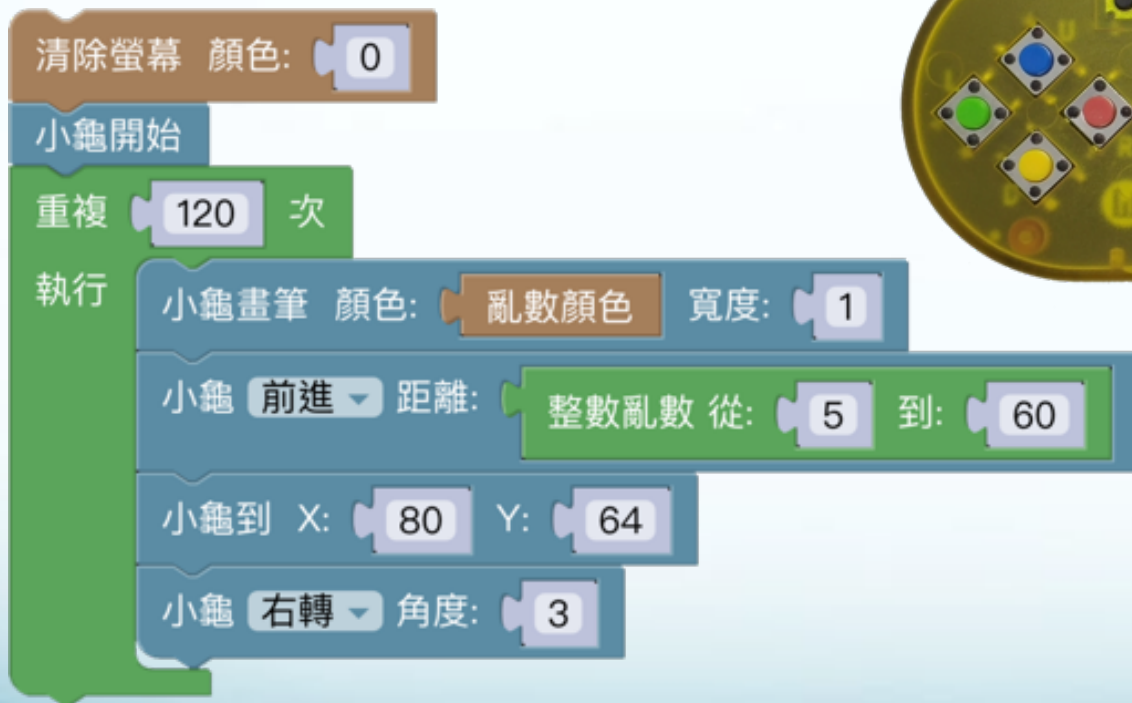 清除螢幕 顏色: 0
小龜開始
重複 120 次
執行
小龜畫筆 顏色: 亂數顏色 寬度: 1
小龜 前進 距離: 整數亂數 從: 5 到: 60
小龜到 X: 80 Y: 64
小龜 右轉 角度: 3
U
L
R
D